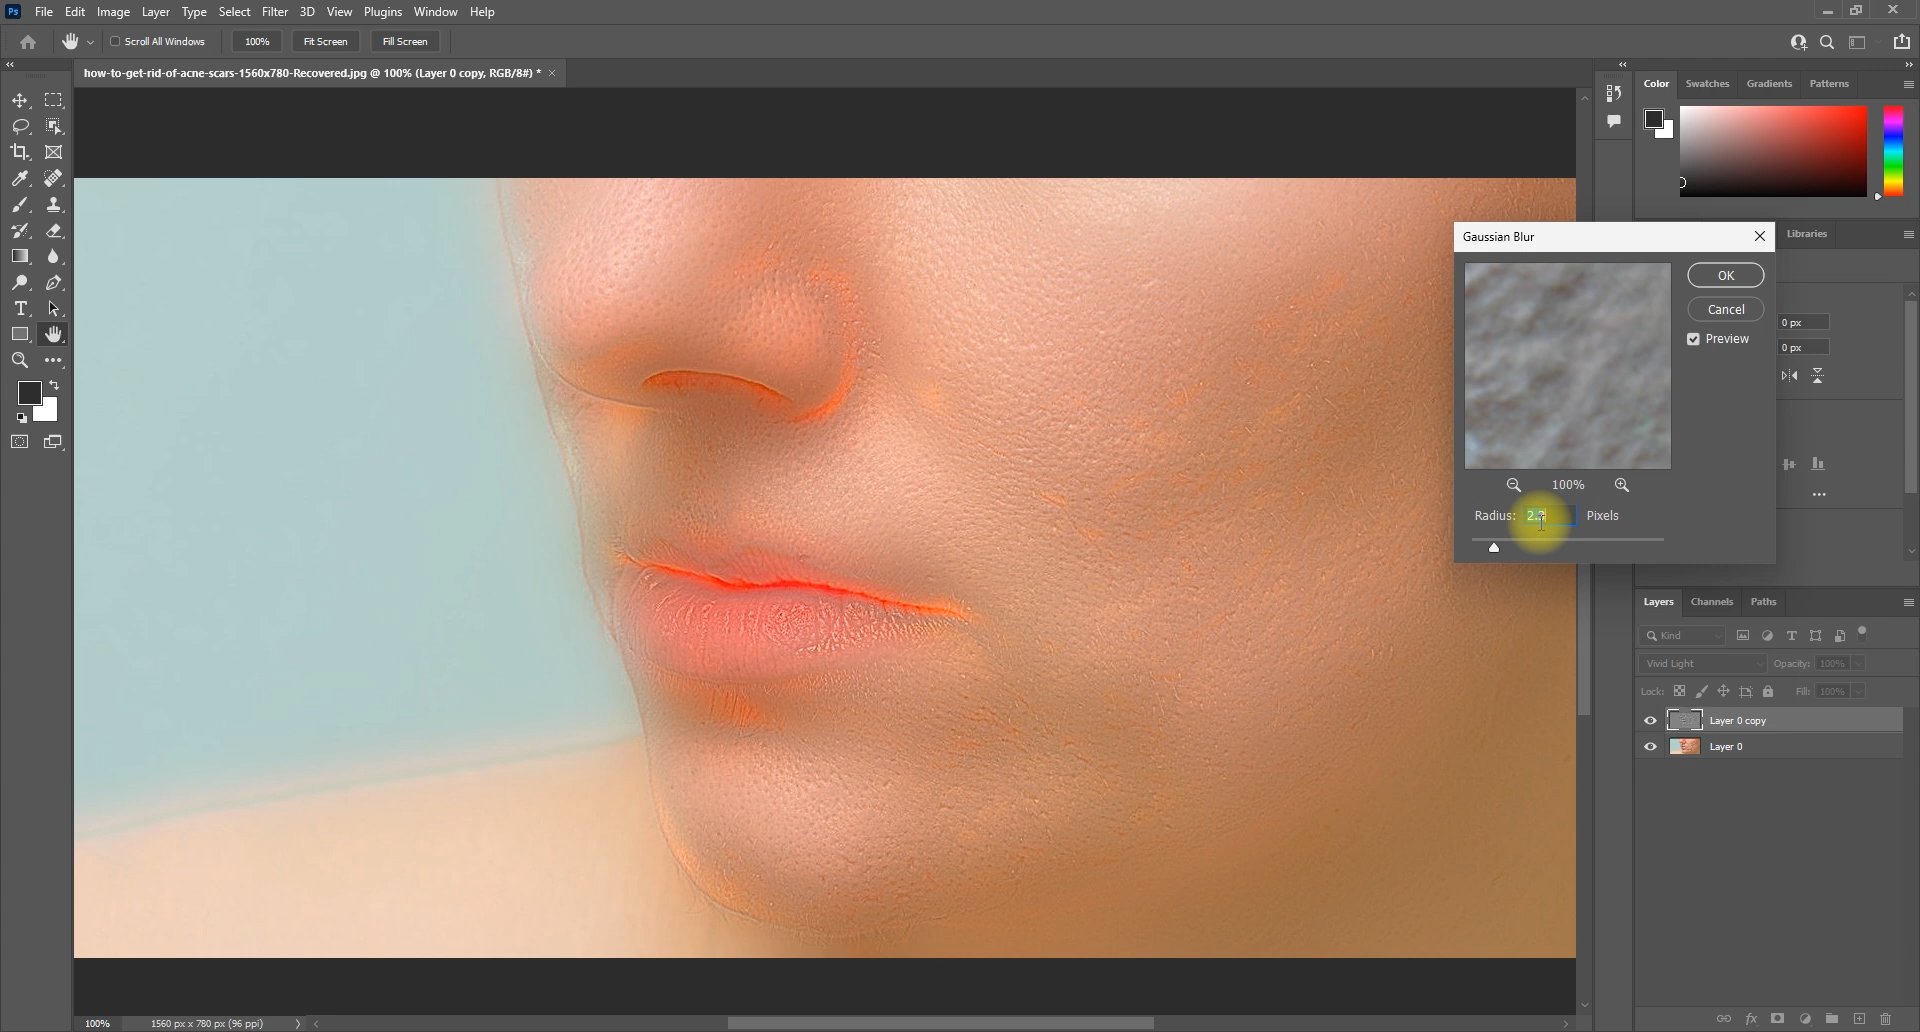 Ps File Edit Image Layer Type Select Filter 3D View Plugins Window Help
Scroll All Windows 100% Fit Screen Fill Screen
how-to-get-rid-of-acne-scars-1560x780-Recovered.jpg @ 100% (Layer 0 copy, RGB/8#) *
Color Swatches Gradients Patterns
Libraries
Gaussian Blur
OK
Cancel
Preview
0 px
0 px
100%
Radius: 2.3 Pixels
Layers Channels Paths
Kind
Vivid Light Opacity: 100%
Lock: Fill: 100%
Layer 0 copy
Layer 0
fx
100% 1560 px x 780 px (96 ppi)